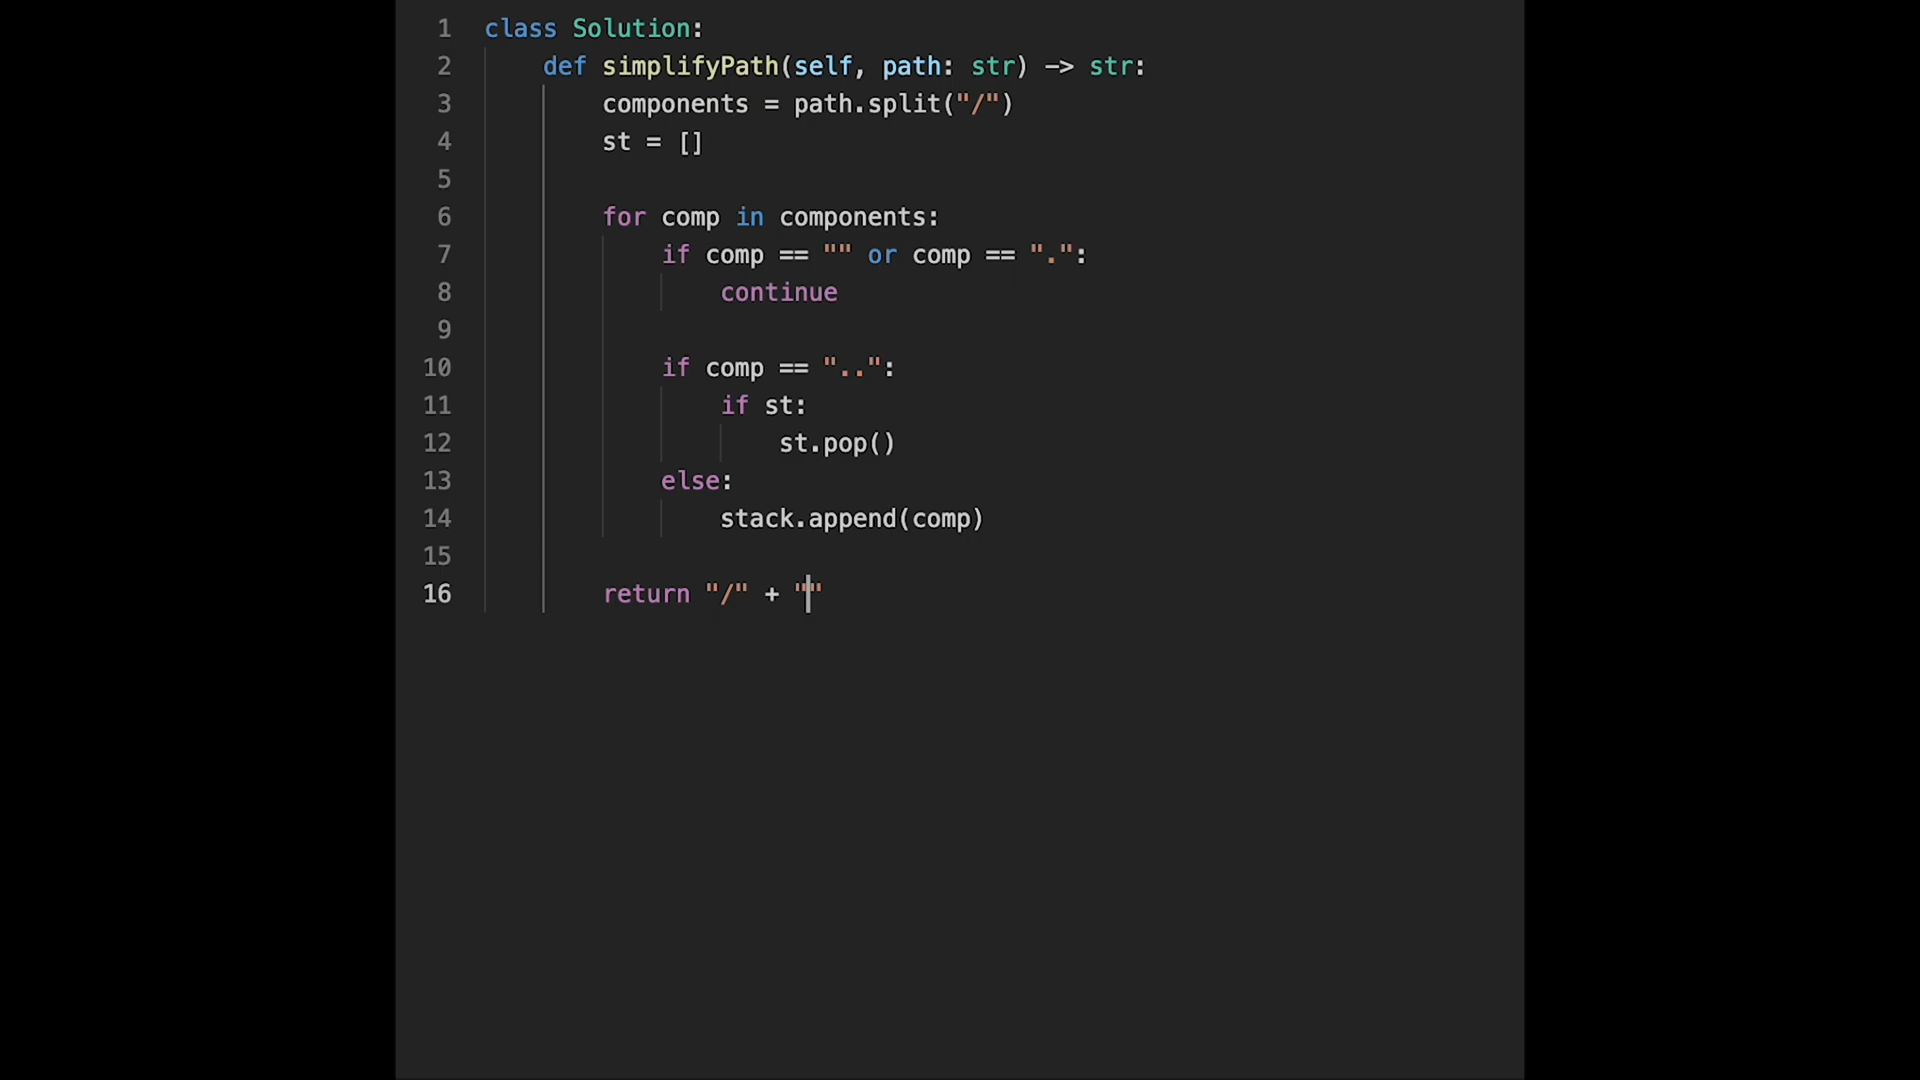 1 class Solution:
2     def simplifyPath(self, path: str) -> str:
3         components = path.split("/")
4         st = []
5
6         for comp in components:
7             if comp == "" or comp == ".":
8                 continue
9
10             if comp == "..":
11                 if st:
12                     st.pop()
13             else:
14                 stack.append(comp)
15
16         return "/" + ""